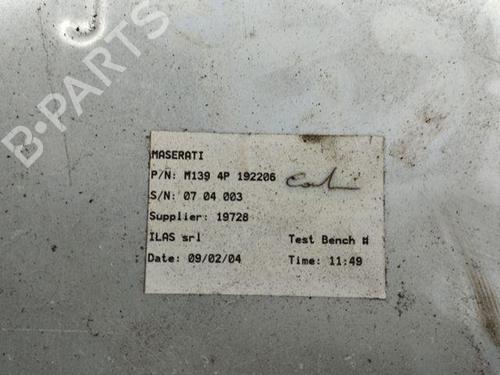 B-PARTS
MASERATI
P/N: M139 4P 192206
S/N: 07 04 003
Supplier: 19728
ILAS srl Test Bench #
Date: 09/02/04 Time: 11:49